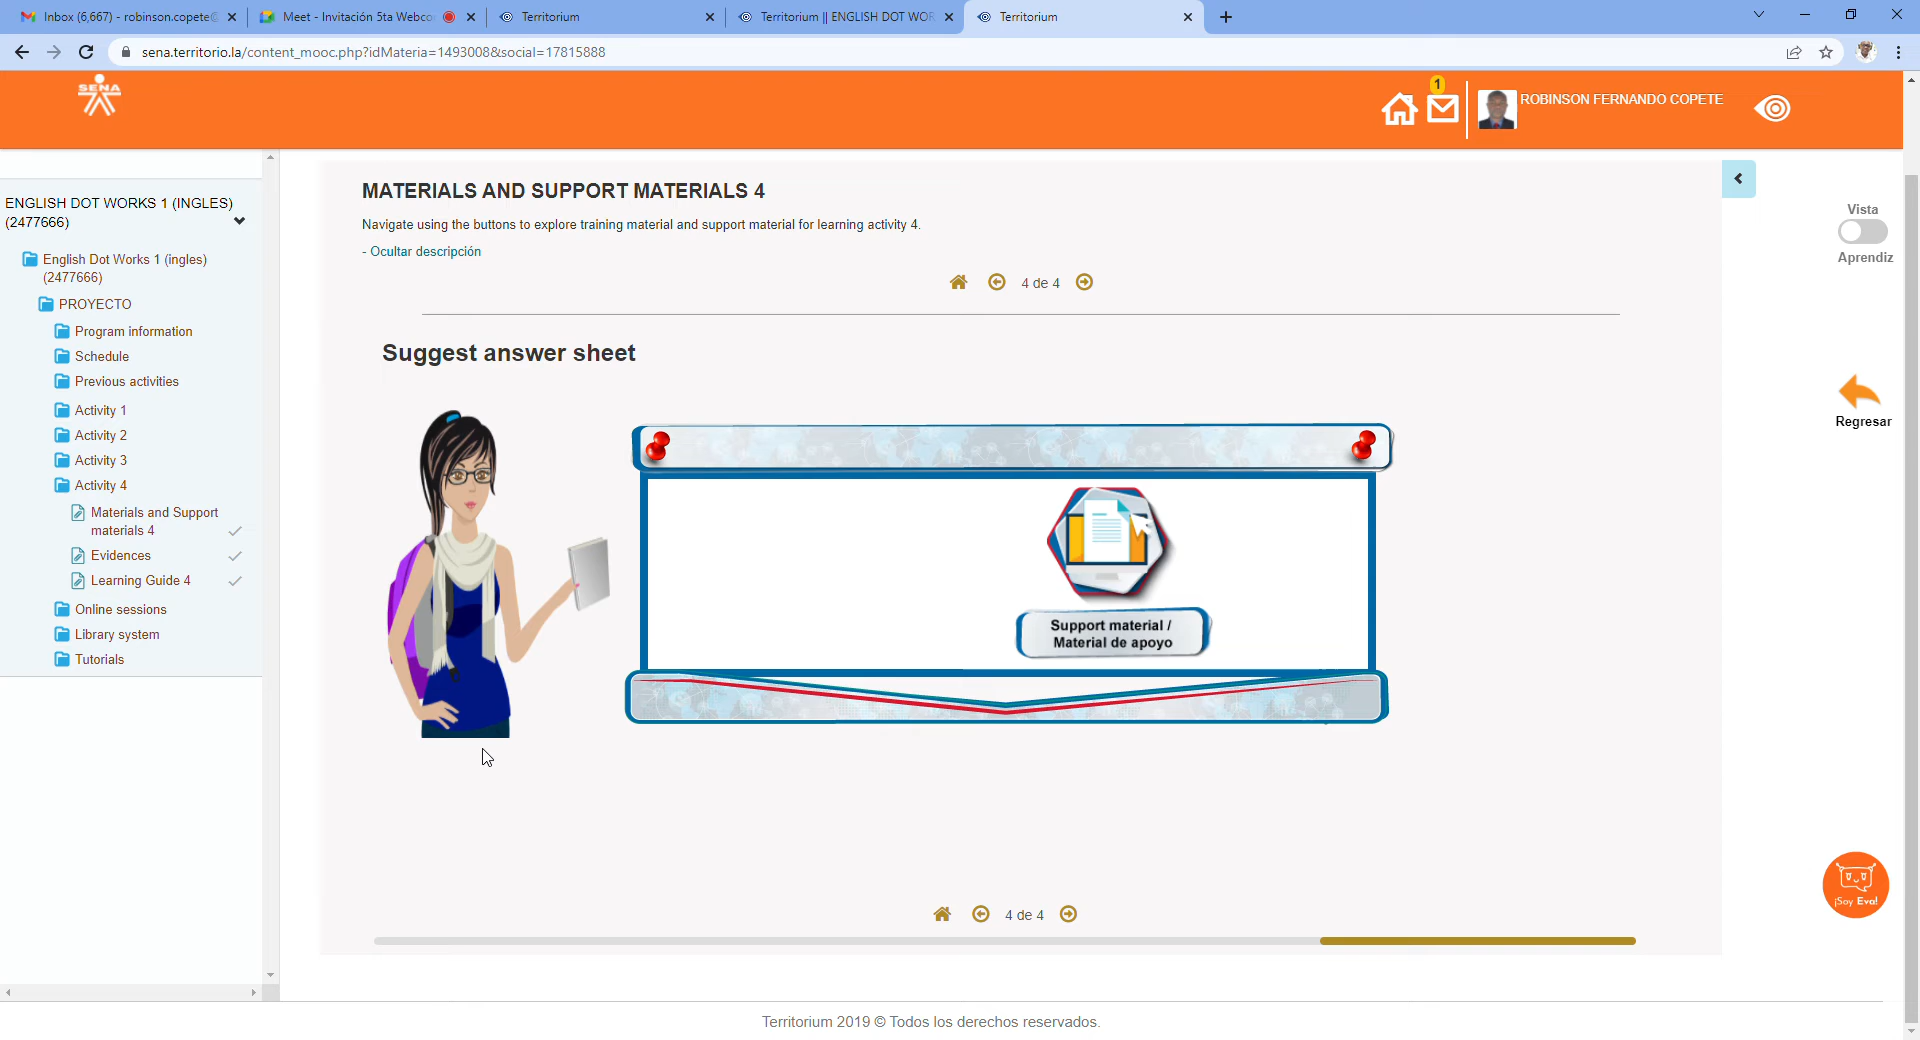 Inbox (6,667) - robinson.copete@
Meet - Invitación 5ta Webco
Territorium
Territorium || ENGLISH DOT WOR
Territorium
sena.territorio.la/content_mooc.php?idMateria=1493008&social=17815888
SENA
1
ROBINSON FERNANDO COPETE
ENGLISH DOT WORKS 1 (INGLES)
(2477666)
English Dot Works 1 (ingles)
(2477666)
PROYECTO
Program information
Schedule
Previous activities
Activity 1
Activity 2
Activity 3
Activity 4
Materials and Support
materials 4
Evidences
Learning Guide 4
Online sessions
Library system
Tutorials
MATERIALS AND SUPPORT MATERIALS 4
Navigate using the buttons to explore training material and support material for learning activity 4.
- Ocultar descripción
4 de 4
Suggest answer sheet
Support material /
Material de apoyo
4 de 4
Vista
Aprendiz
Regresar
¡Soy Eva!
Territorium 2019 © Todos los derechos reservados.